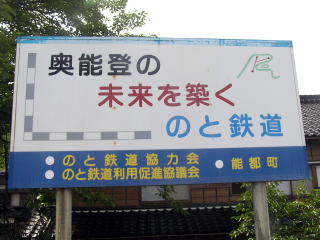 奥能登の
未来を築く
のと鉄道
●のと鉄道協力会
●のと鉄道利用促進協議会
●能都町